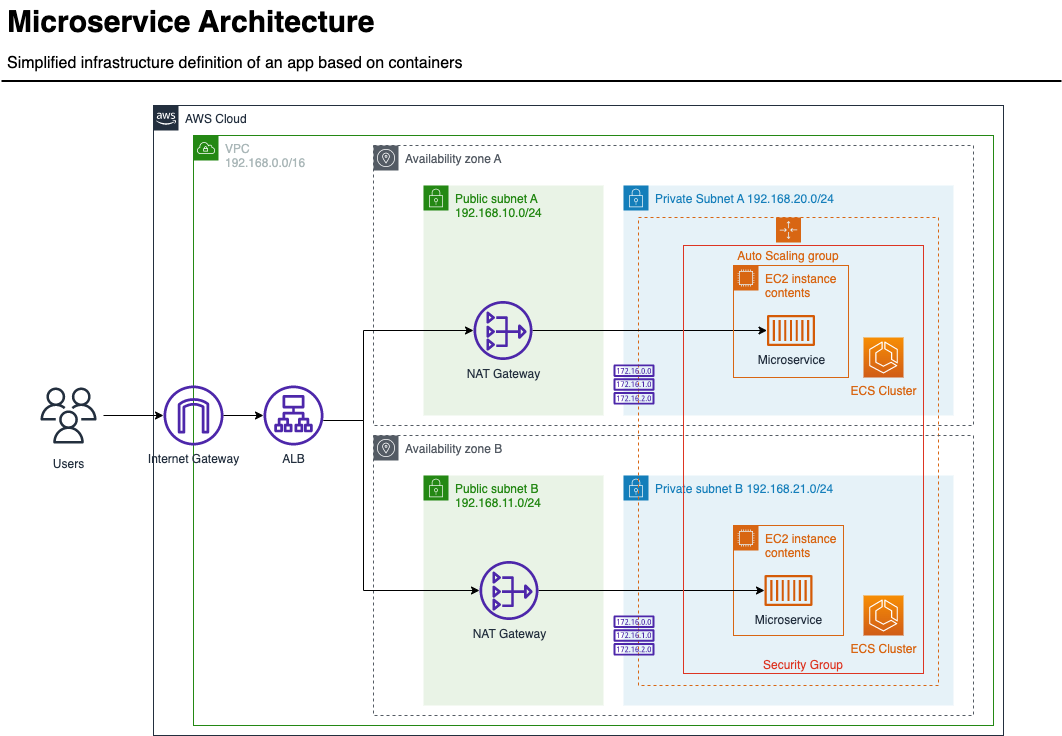 Microservice Architecture
Simplified infrastructure definition of an app based on containers
aws
AWS Cloud
VPC
192.168.0.0/16
Availability zone A
Public subnet A
192.168.10.0/24
Private Subnet A 192.168.20.0/24
Auto Scaling group
EC2 instance
contents
NAT Gateway
Microservice
172.16.0.0
172.16.1.0
172.16.2.0
ECS Cluster
Users
Internet Gateway
ALB
Availability zone B
Public subnet B
192.168.11.0/24
Private subnet B 192.168.21.0/24
EC2 instance
contents
NAT Gateway
Microservice
172.16.0.0
172.16.1.0
172.16.2.0
ECS Cluster
Security Group